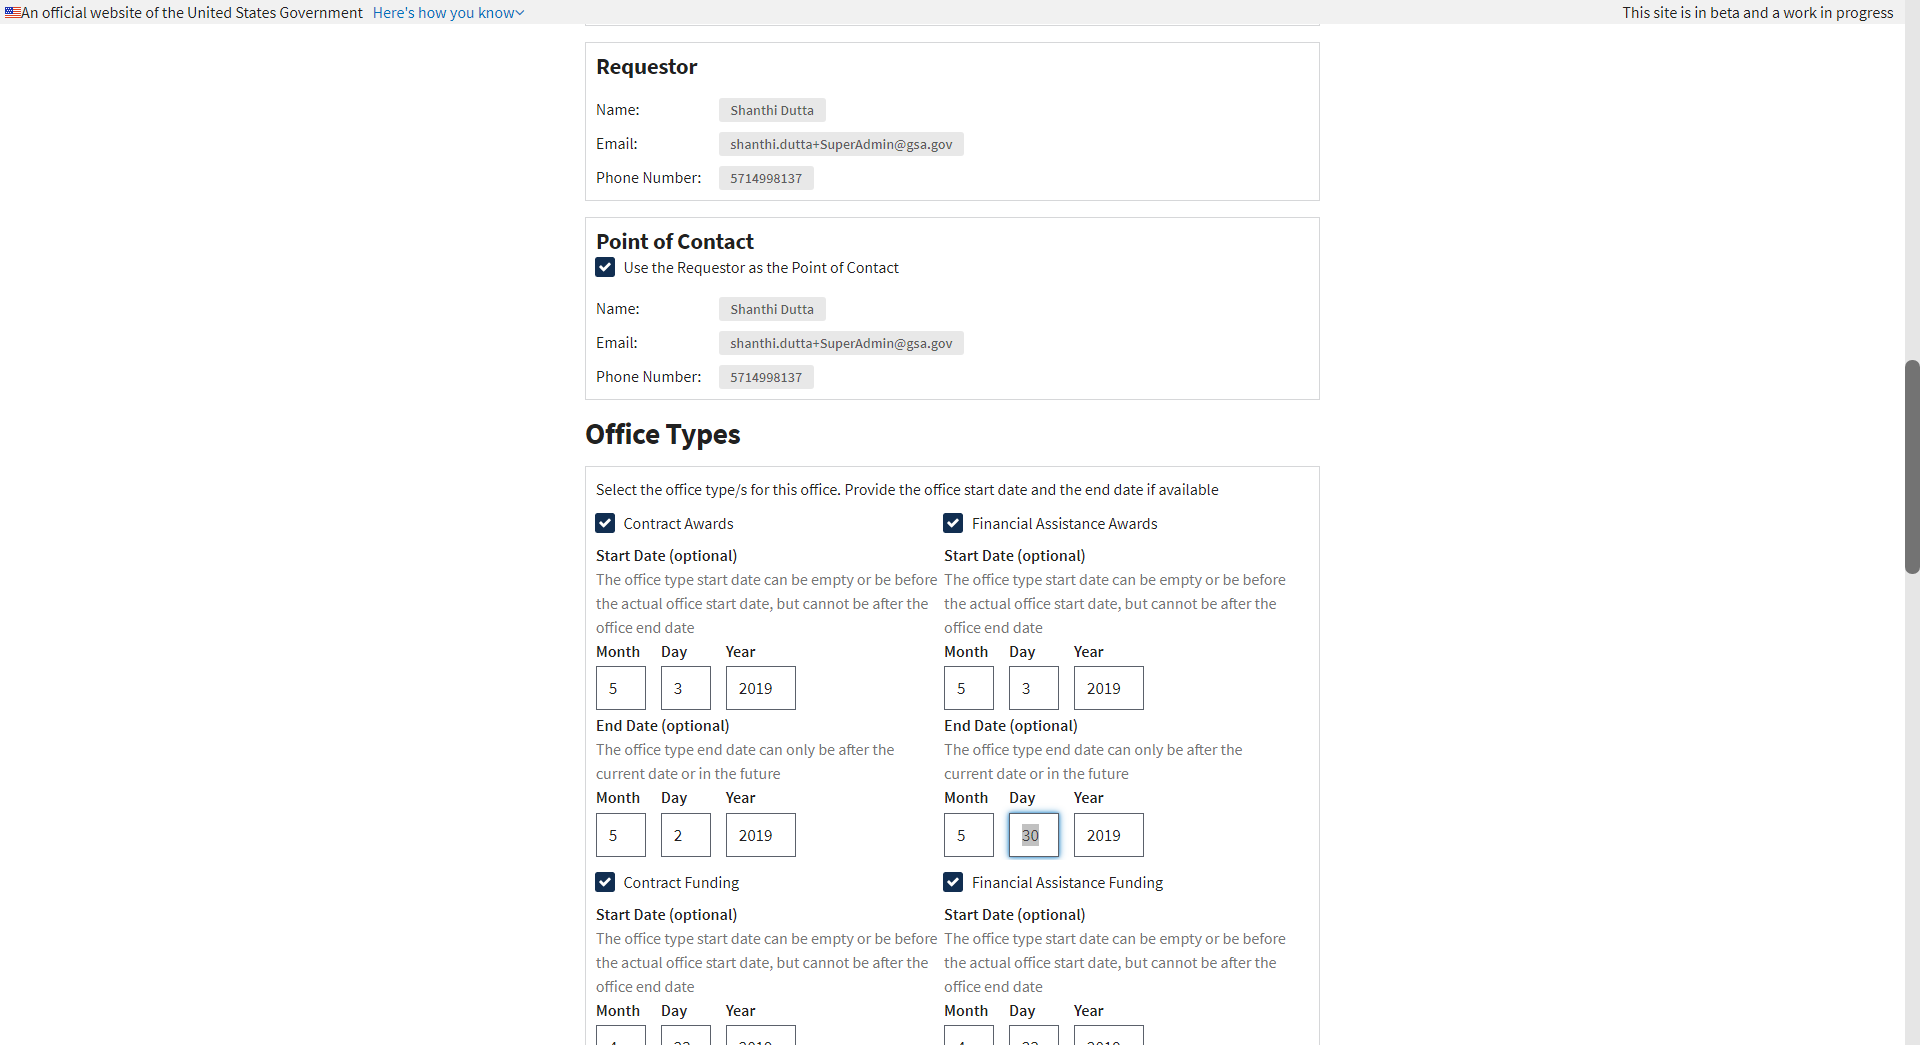 An official website of the United States Government Here's how you know
This site is in beta and a work in progress
Requestor
Name: Shanthi Dutta
Email: shanthi.dutta+SuperAdmin@gsa.gov
Phone Number: 5714998137
Point of Contact
Use the Requestor as the Point of Contact
Name: Shanthi Dutta
Email: shanthi.dutta+SuperAdmin@gsa.gov
Phone Number: 5714998137
Office Types
Select the office type/s for this office. Provide the office start date and the end date if available
Contract Awards
Start Date (optional)
The office type start date can be empty or be before
the actual office start date, but cannot be after the
office end date
Month Day Year
5 3 2019
End Date (optional)
The office type end date can only be after the
current date or in the future
Month Day Year
5 2 2019
Financial Assistance Awards
Start Date (optional)
The office type start date can be empty or be before
the actual office start date, but cannot be after the
office end date
Month Day Year
5 3 2019
End Date (optional)
The office type end date can only be after the
current date or in the future
Month Day Year
5 30 2019
Contract Funding
Start Date (optional)
The office type start date can be empty or be before
the actual office start date, but cannot be after the
office end date
Month Day Year
2019
Financial Assistance Funding
Start Date (optional)
The office type start date can be empty or be before
the actual office start date, but cannot be after the
office end date
Month Day Year
2019